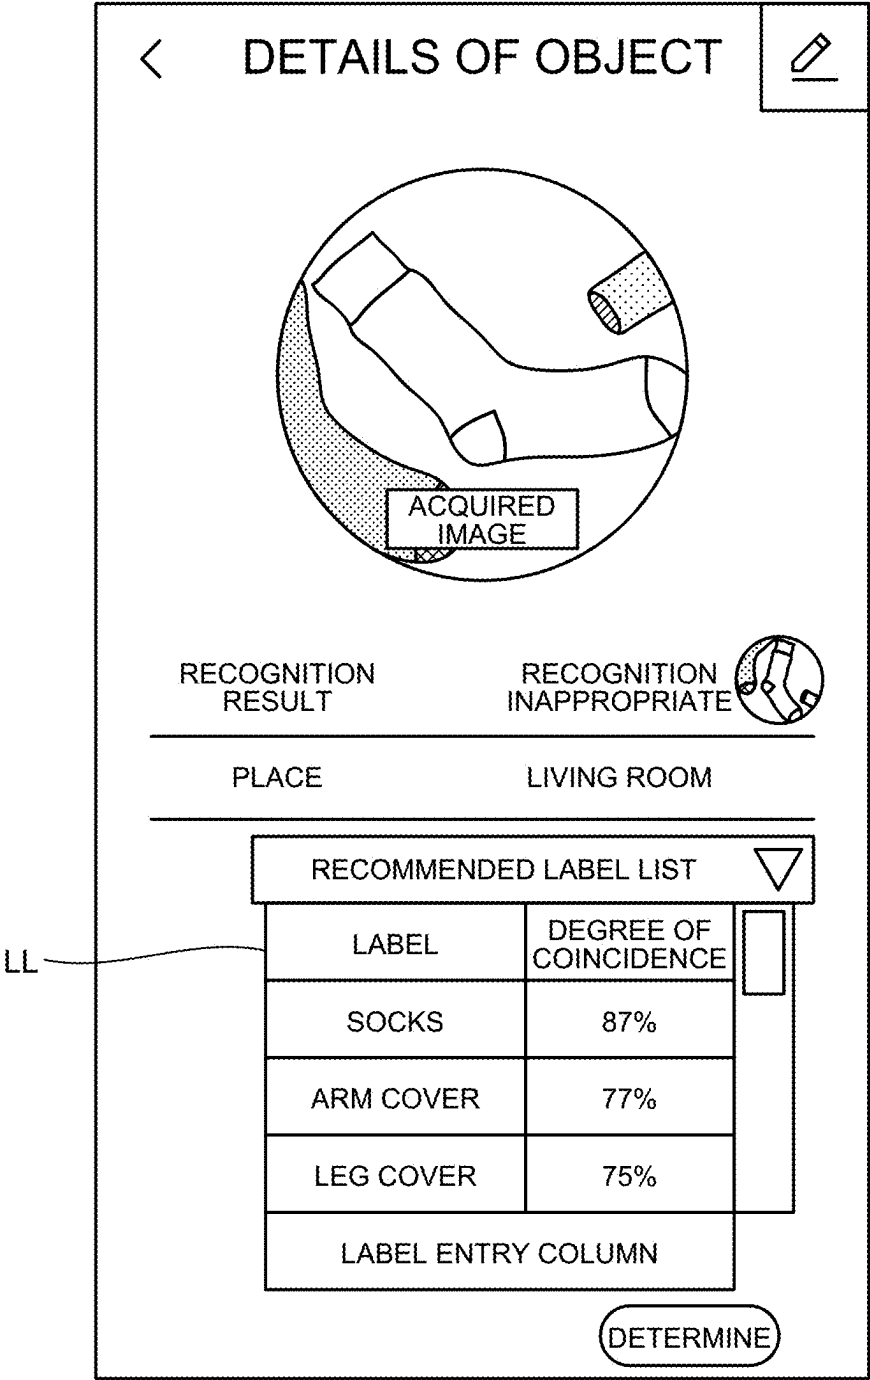 DETAILS OF OBJECT
ACQUIRED
IMAGE
RECOGNITION
RESULT
RECOGNITION
INAPPROPRIATE
PLACE
LIVING ROOM
RECOMMENDED LABEL LIST
LL
LABEL
DEGREE OF
COINCIDENCE
SOCKS
87%
ARM COVER
77%
LEG COVER
75%
LABEL ENTRY COLUMN
DETERMINE